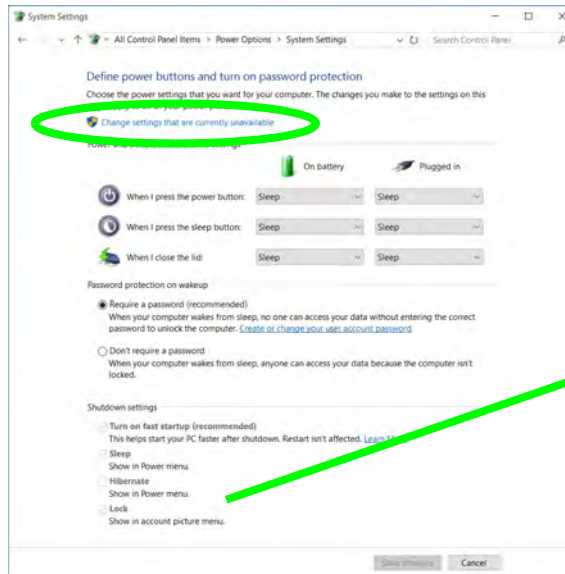 System Settings
All Control Panel Items > Power Options > System Settings
Search Control Panel
Define power buttons and turn on password protection
Choose the power settings that you want for your computer. The changes you make to the settings on this
Change settings that are currently unavailable
settings
On battery
Plugged in
When I press the power button: Sleep Sleep
When I press the sleep button: Sleep Sleep
When I close the lid: Sleep Sleep
Password protection on wakeup
Require a password (recommended)
When your computer wakes from sleep, no one can access your data without entering the correct
password to unlock the computer. Create or change your user account password
Don't require a password
When your computer wakes from sleep, anyone can access your data because the computer isn't
locked.
Shutdown settings
Turn on fast startup (recommended)
This helps start your PC faster after shutdown. Restart isn't affected. Learn
Sleep
Show in Power menu.
Hibernate
Show in Power menu.
Lock
Show in account picture menu.
Save changes
Cancel